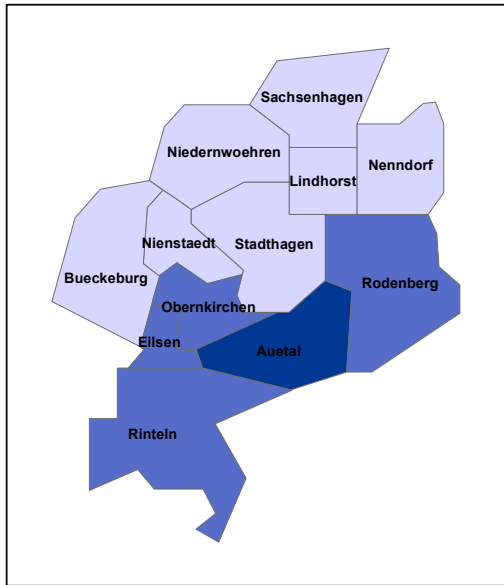 Sachsenhagen
Niedernwoehren
Nenndorf
Lindhorst
Nienstaedt
Stadthagen
Bueckeburg
Rodenberg
Obernkirchen
Eilsen
Auetal
Rinteln